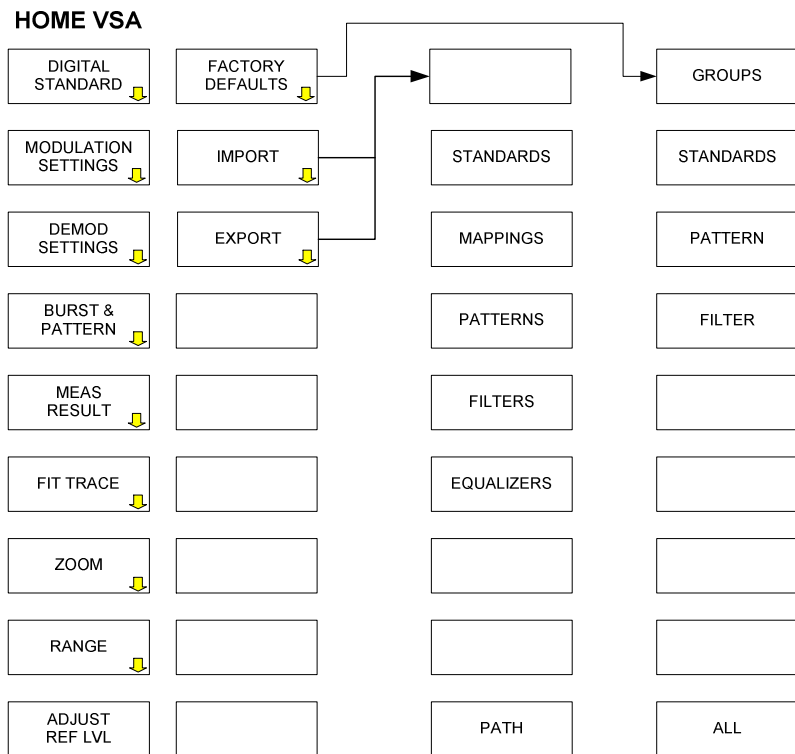 HOME VSA
DIGITAL
STANDARD
FACTORY
DEFAULTS
GROUPS
MODULATION
SETTINGS
IMPORT
STANDARDS
STANDARDS
DEMOD
SETTINGS
EXPORT
MAPPINGS
PATTERN
BURST &
PATTERN
PATTERNS
FILTER
MEAS
RESULT
FILTERS
FIT TRACE
EQUALIZERS
ZOOM
RANGE
ADJUST
REF LVL
PATH
ALL